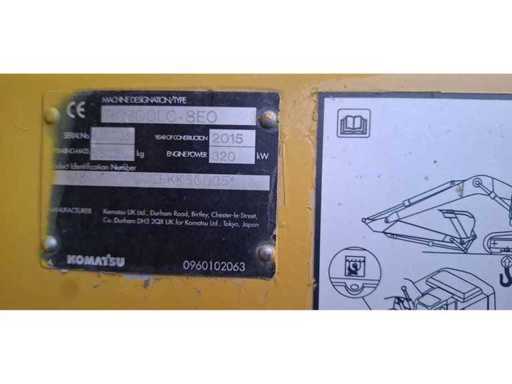 CE
MACHINE DESIGNATION/TYPE
SERIAL No
YEAR OF CONSTRUCTION 2015
kg ENGINE POWER 320 kW
Identification Number
MANUFACTURER
Komatsu UK Ltd., Durham Road, Birtley, Chester-le-Street,
Co. Durham DH3 2QX UK for Komatsu Ltd., Tokyo, Japan
KOMATSU
0960102063